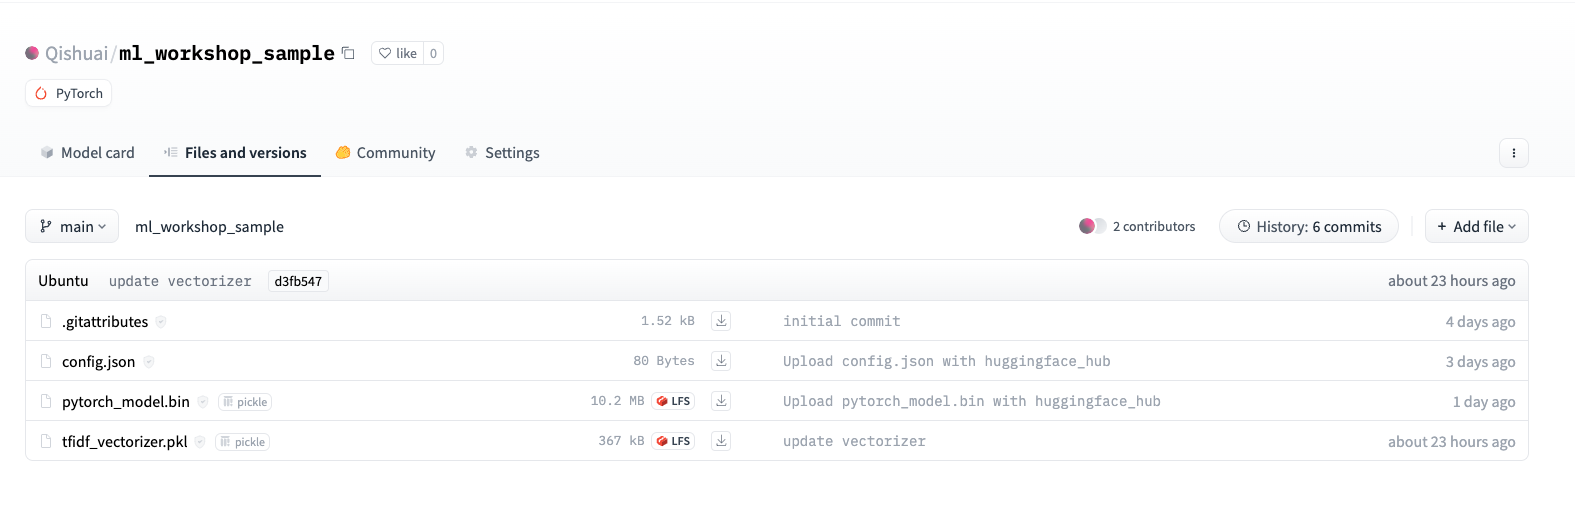 Qishuai/ml_workshop_sample like 0
PyTorch
Model card Files and versions Community Settings
main ml_workshop_sample 2 contributors History: 6 commits + Add file
Ubuntu update vectorizer d3fb547 about 23 hours ago
.gitattributes 1.52 kB initial commit 4 days ago
config.json 80 Bytes Upload config.json with huggingface_hub 3 days ago
pytorch_model.bin pickle 10.2 MB LFS Upload pytorch_model.bin with huggingface_hub 1 day ago
tfidf_vectorizer.pkl pickle 367 kB LFS update vectorizer about 23 hours ago